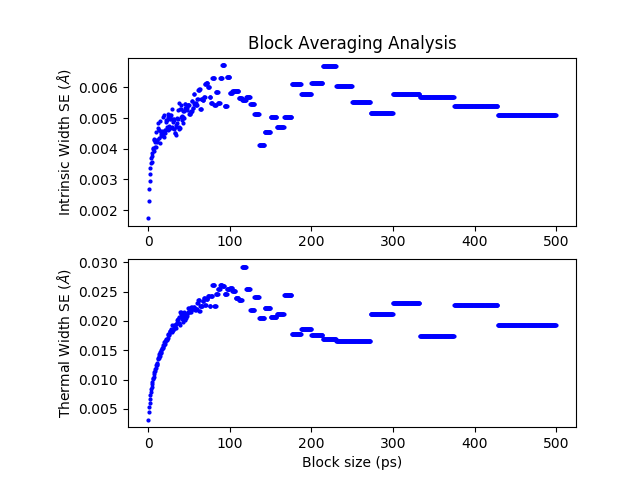 Block Averaging Analysis
Intrinsic Width SE (Å)
0.006
0.005
0.004
0.003
0.002
0 100 200 300 400 500
Thermal Width SE (Å)
0.030
0.025
0.020
0.015
0.010
0.005
0 100 200 300 400 500
Block size (ps)